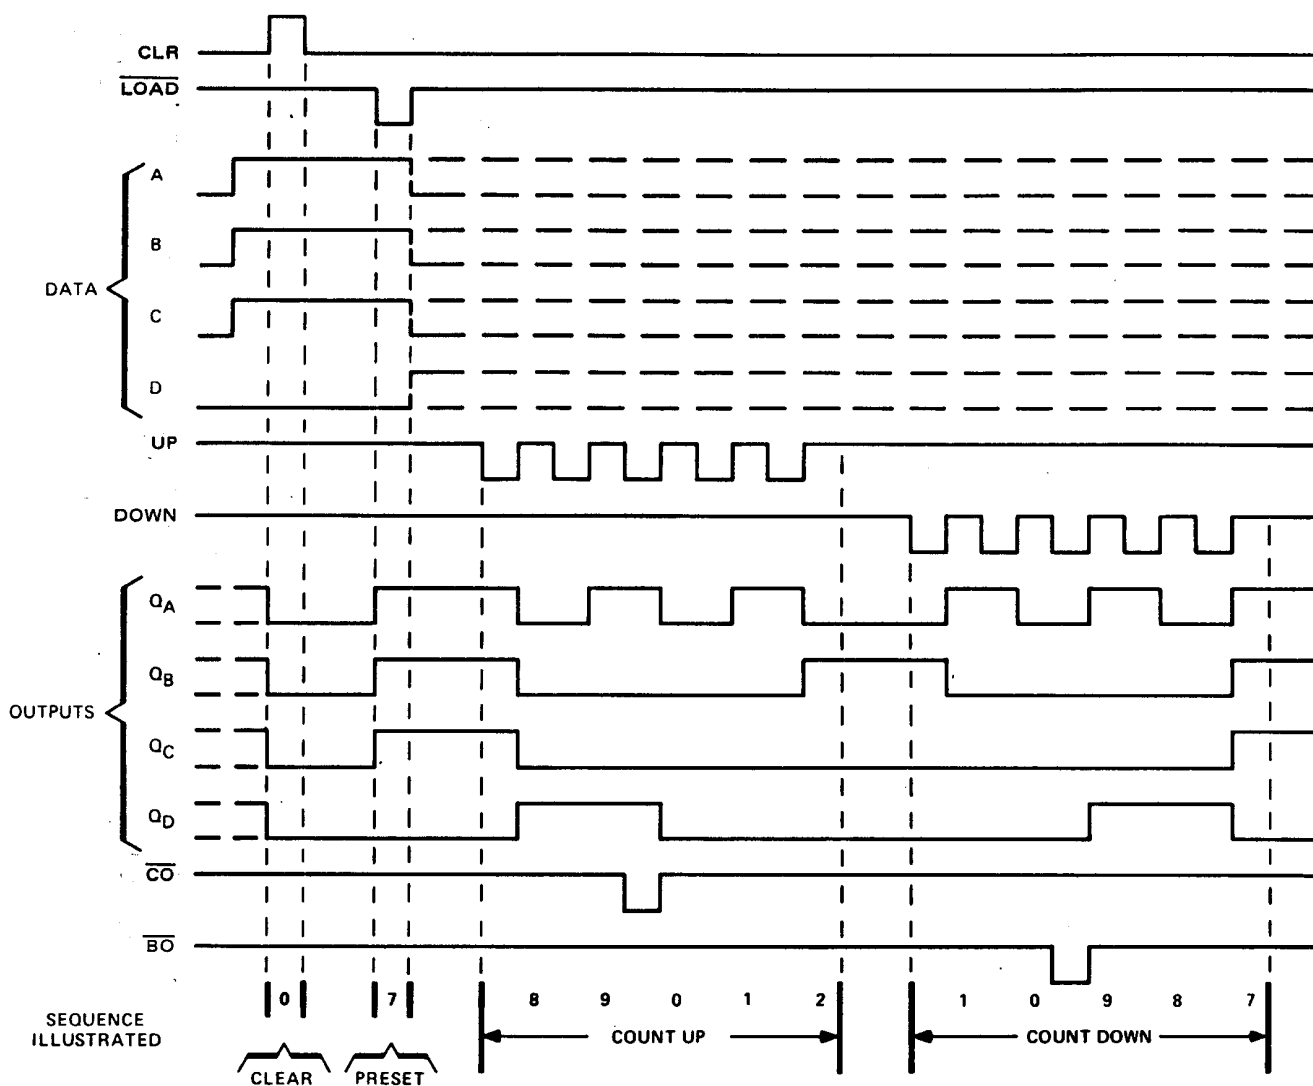 CLR
LOAD
A
B
DATA
C
D
UP
DOWN
QA
QB
OUTPUTS
QC
QD
CO
BO
SEQUENCE
ILLUSTRATED
0 7 8 9 0 1 2 1 0 9 8 7
COUNT UP COUNT DOWN
CLEAR PRESET